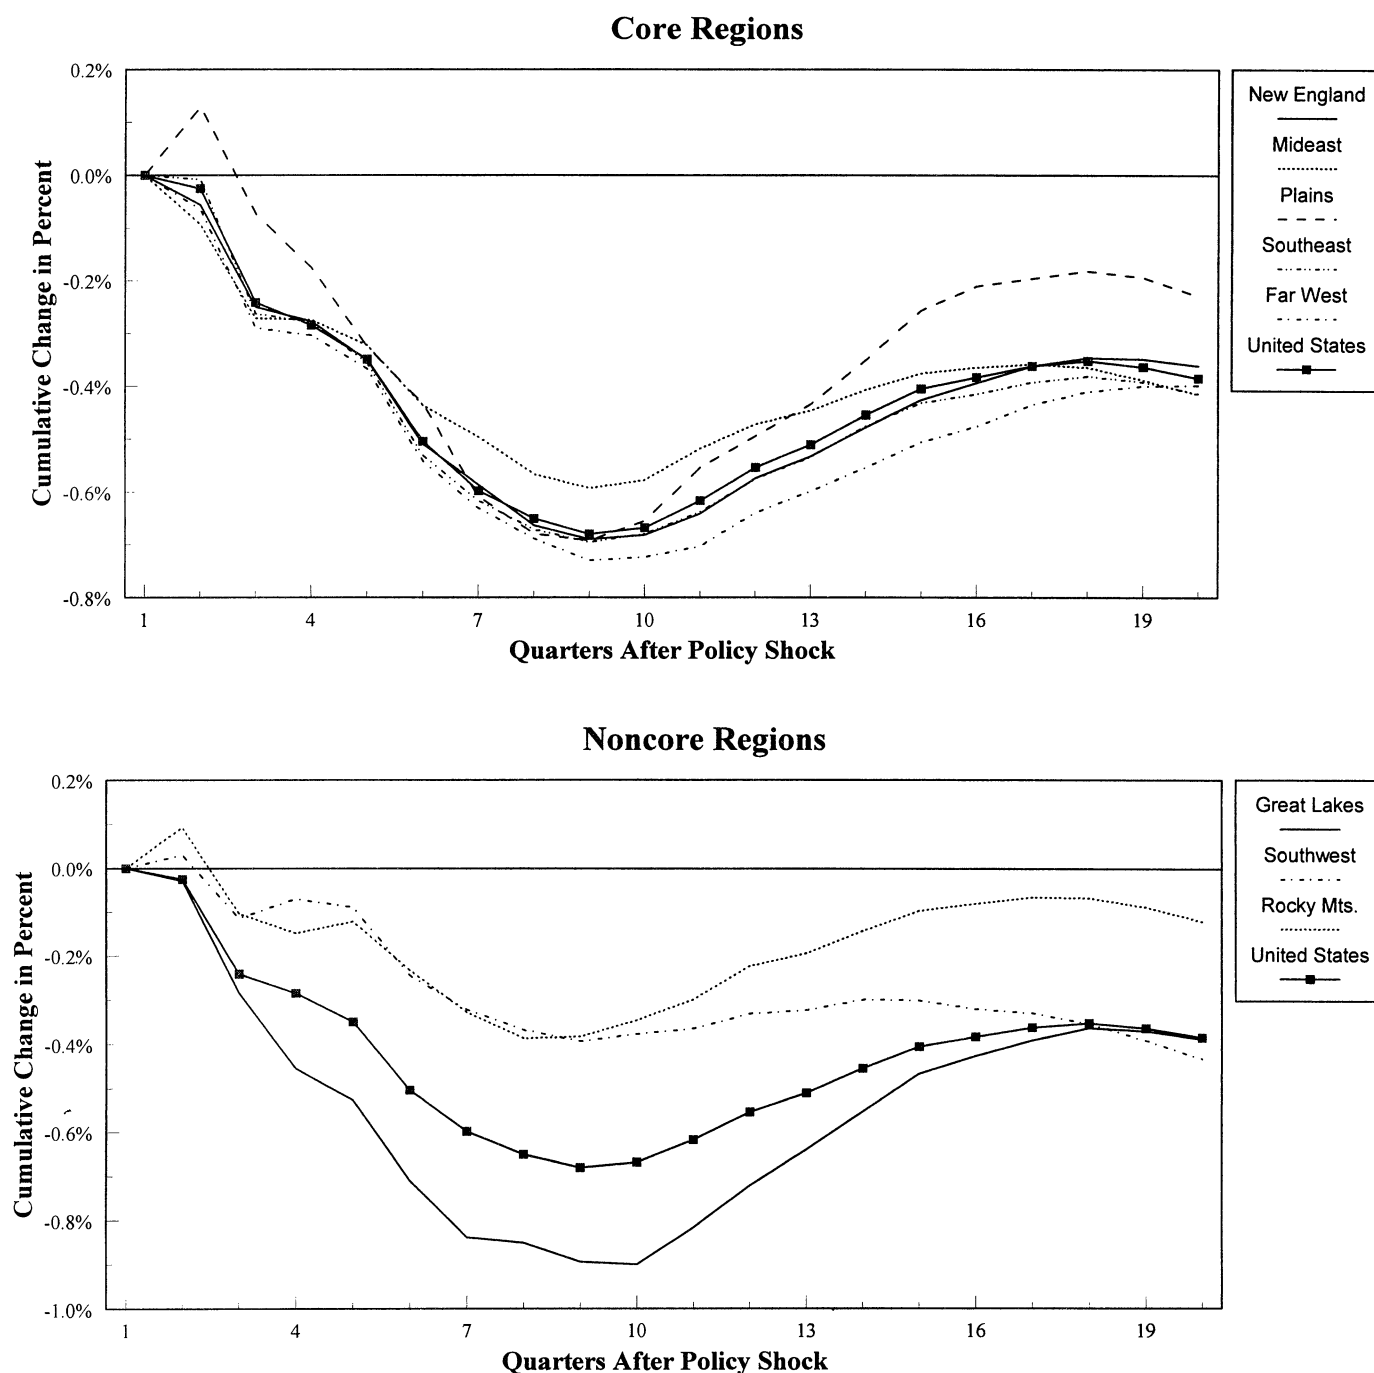 Core Regions
0.2%
0.0%
-0.2%
-0.4%
-0.6%
-0.8%
Cumulative Change in Percent
1 4 7 10 13 16 19
Quarters After Policy Shock
New England
Mideast
Plains
Southeast
Far West
United States
Noncore Regions
0.2%
0.0%
-0.2%
-0.4%
-0.6%
-0.8%
-1.0%
Cumulative Change in Percent
1 4 7 10 13 16 19
Quarters After Policy Shock
Great Lakes
Southwest
Rocky Mts.
United States